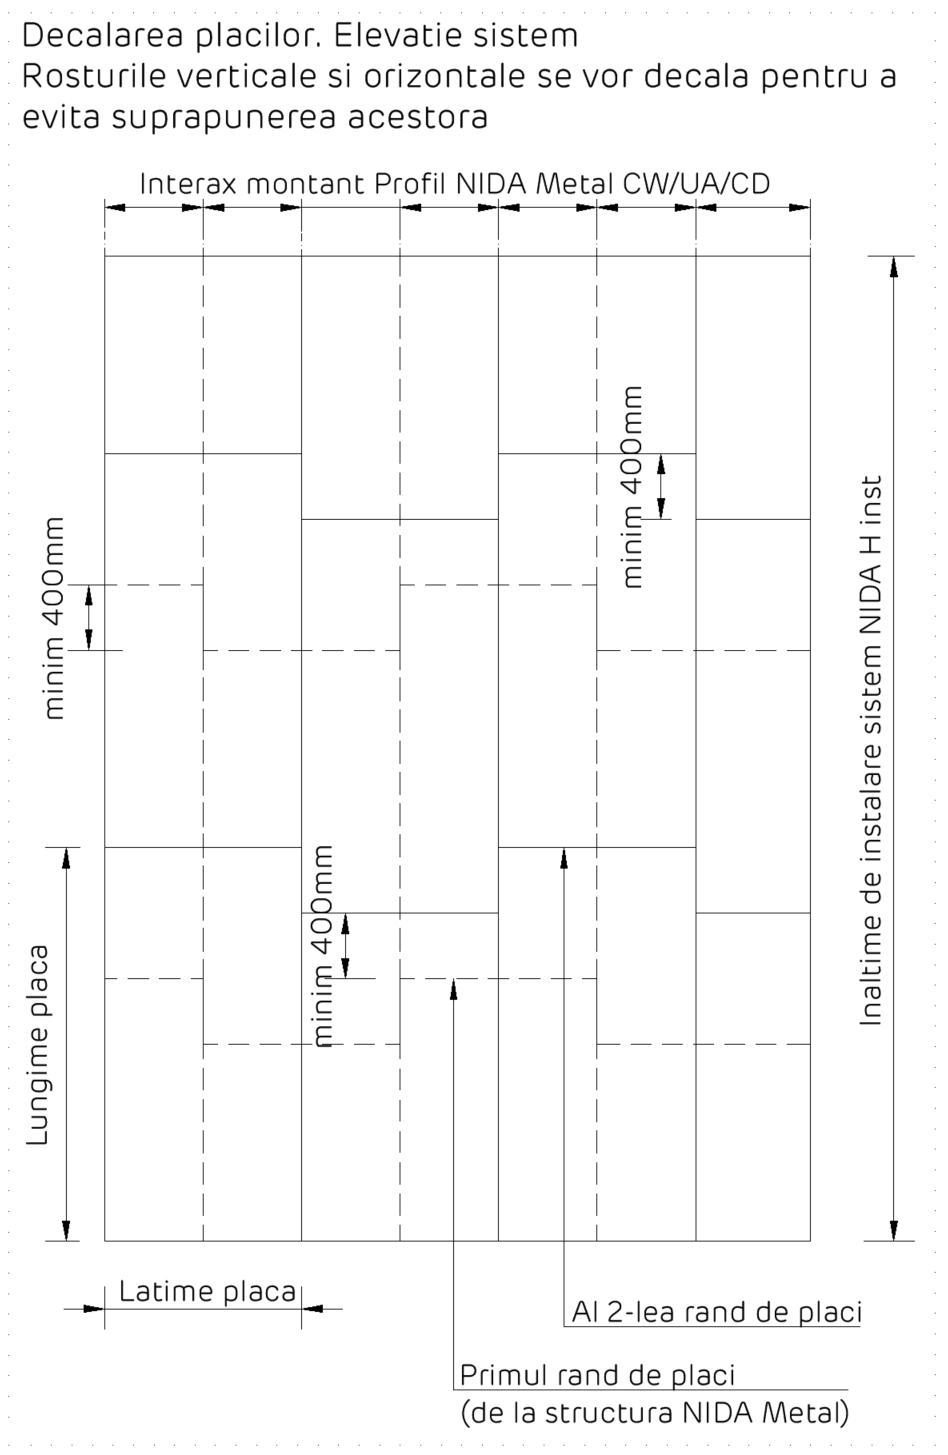 Decalarea placilor. Elevatie sistem
Rosturile verticale si orizontale se vor decala pentru a
evita suprapunerea acestora
Interax montant Profil NIDA Metal CW/UA/CD
minim 400mm
minim 400mm
Inaltime de instalare sistem NIDA H inst
minim 400mm
Lungime placa
Latime placa
Al 2-lea rand de placi
Primul rand de placi
(de la structura NIDA Metal)